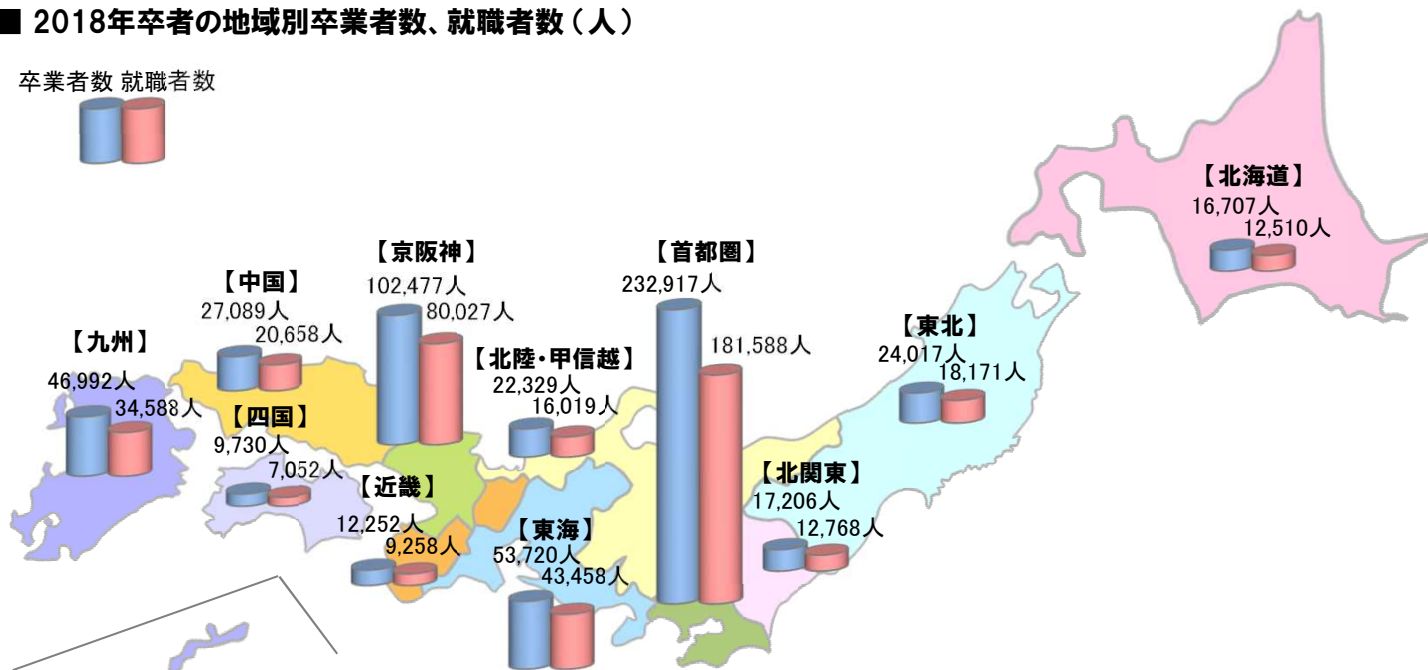 ■ 2018年卒者の地域別卒業者数、就職者数（人）
卒業者数 就職者数
【北海道】
16,707人
12,510人
【京阪神】
102,477人
80,027人
【首都圏】
232,917人
181,588人
【中国】
27,089人
20,658人
【東北】
24,017人
18,171人
【九州】
46,992人
34,588人
【北陸・甲信越】
22,329人
16,019人
【四国】
9,730人
7,052人
【近畿】
12,252人
9,258人
【北関東】
17,206人
12,768人
【東海】
53,720人
43,458人